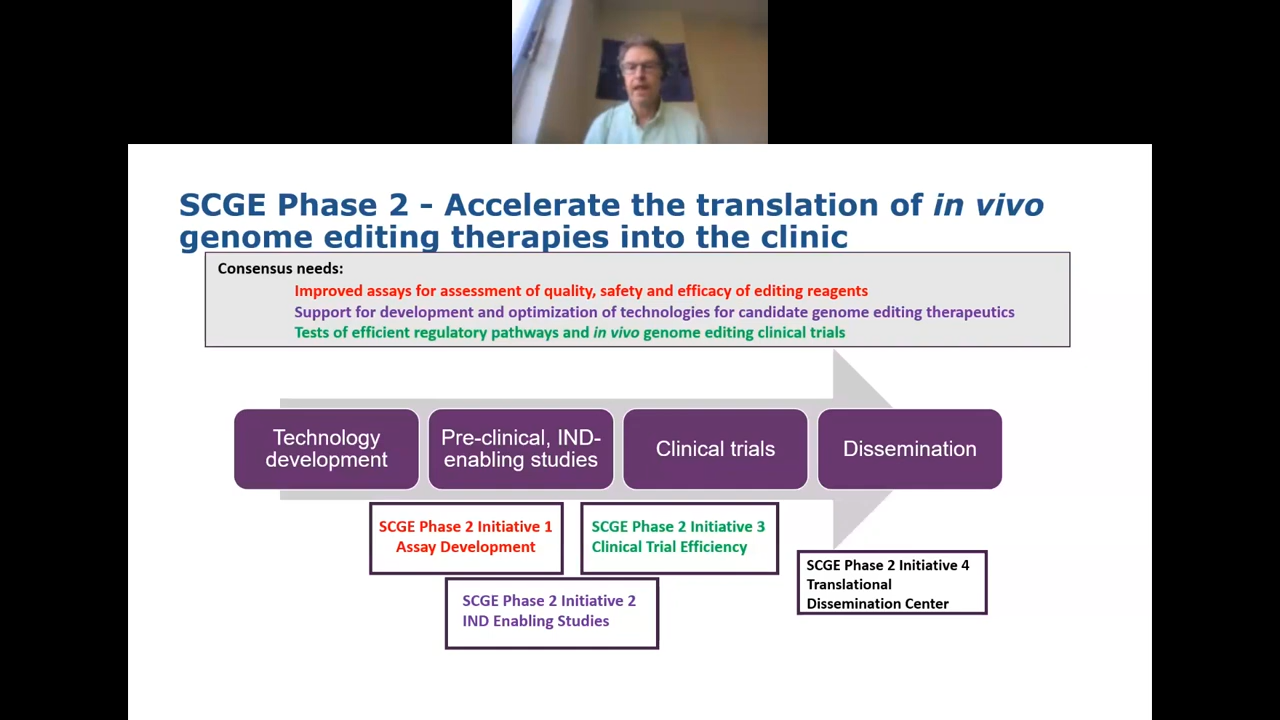 SCGE Phase 2 - Accelerate the translation of in vivo
genome editing therapies into the clinic
Consensus needs:
Improved assays for assessment of quality, safety and efficacy of editing reagents
Support for development and optimization of technologies for candidate genome editing therapeutics
Tests of efficient regulatory pathways and in vivo genome editing clinical trials
Technology
development
Pre-clinical, IND-
enabling studies
Clinical trials
Dissemination
SCGE Phase 2 Initiative 1
Assay Development
SCGE Phase 2 Initiative 2
IND Enabling Studies
SCGE Phase 2 Initiative 3
Clinical Trial Efficiency
SCGE Phase 2 Initiative 4
Translational
Dissemination Center